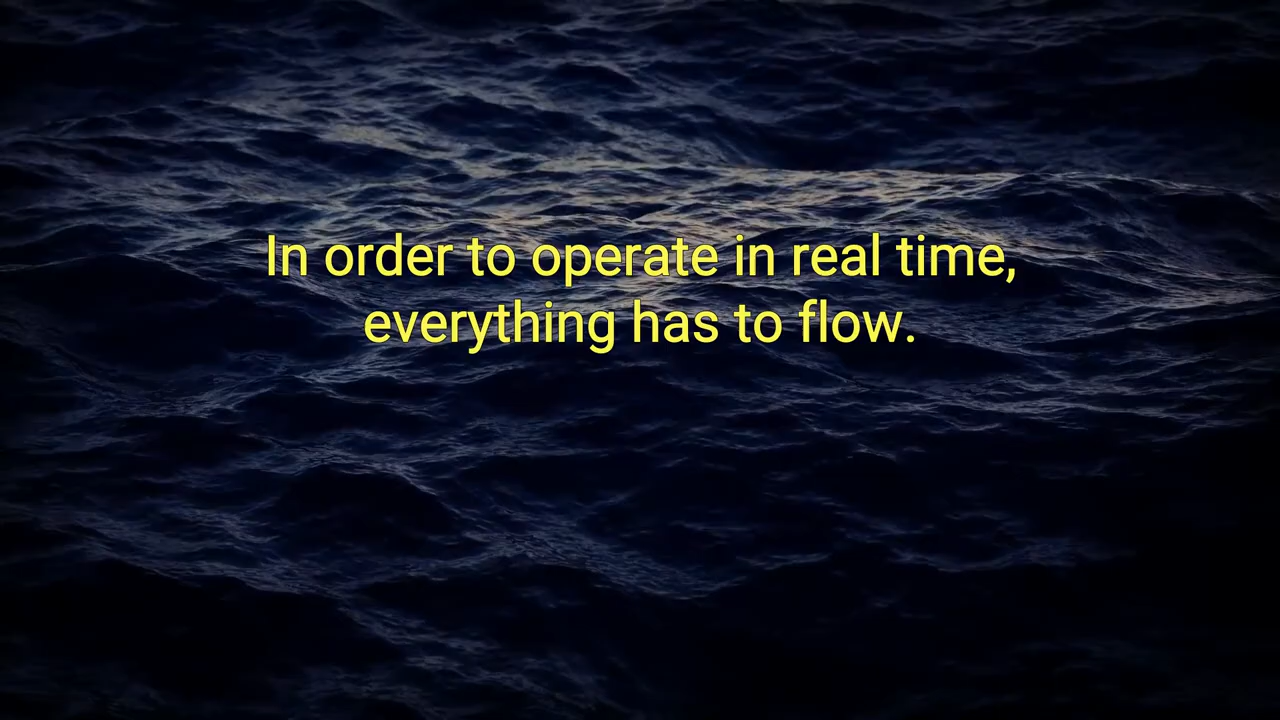 In order to operate in real time,
everything has to flow.